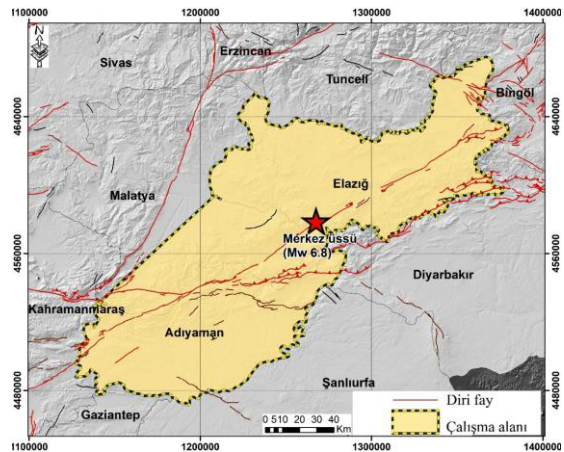 1100000 1200000 1300000 1400000
N
Erzincan
Sivas
Tunceli
Bingöl
4640000 4640000
Elazığ
Malatya
Merkez üssü
(Mw 6.8)
4560000 4560000
Diyarbakır
Kahramanmaraş
Adıyaman
4480000 4480000
Şanlıurfa
Gaziantep
Diri fay
Çalışma alanı
0 5 10 20 30 40
Km
1100000 1200000 1300000 1400000